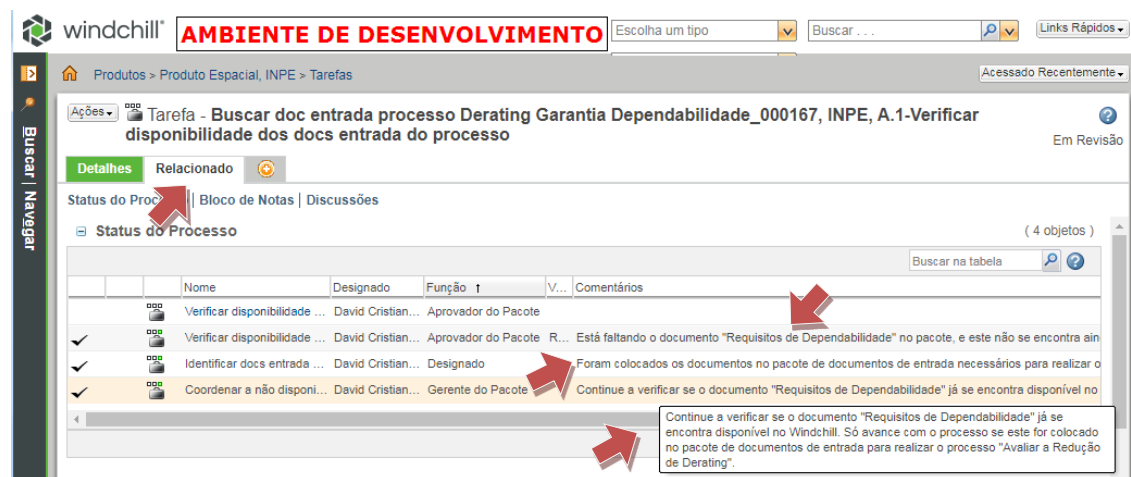 windchill®
AMBIENTE DE DESENVOLVIMENTO
Escolha um tipo
Buscar . . .
Links Rápidos
Produtos > Produto Espacial, INPE > Tarefas
Acessado Recentemente
Buscar | Navegar
Ações
Tarefa - Buscar doc entrada processo Derating Garantia Dependabilidade_000167, INPE, A.1-Verificar
disponibilidade dos docs entrada do processo
Em Revisão
Detalhes Relacionado
Status do | Bloco de Notas | Discussões
Status do Processo
( 4 objetos )
Buscar na tabela
Nome Designado Função ↑ V... Comentários
Verificar disponibilidade ... David Cristian... Aprovador do Pacote
Verificar disponibilidade ... David Cristian... Aprovador do Pacote R... Está faltando o documento "Requisitos de Dependabilidade" no pacote, e este não se encontra ain
Identificar docs entrada ... David Cristian... Designado Foram colocados os documentos no pacote de documentos de entrada necessários para realizar o
Coordenar a não disponi... David Cristian... Gerente do Pacote Continue a verificar se o documento "Requisitos de Dependabilidade" já se encontra disponível no
Continue a verificar se o documento "Requisitos de Dependabilidade" já se
encontra disponível no Windchill. Só avance com o processo se este for colocado
no pacote de documentos de entrada para realizar o processo "Avaliar a Redução
de Derating".